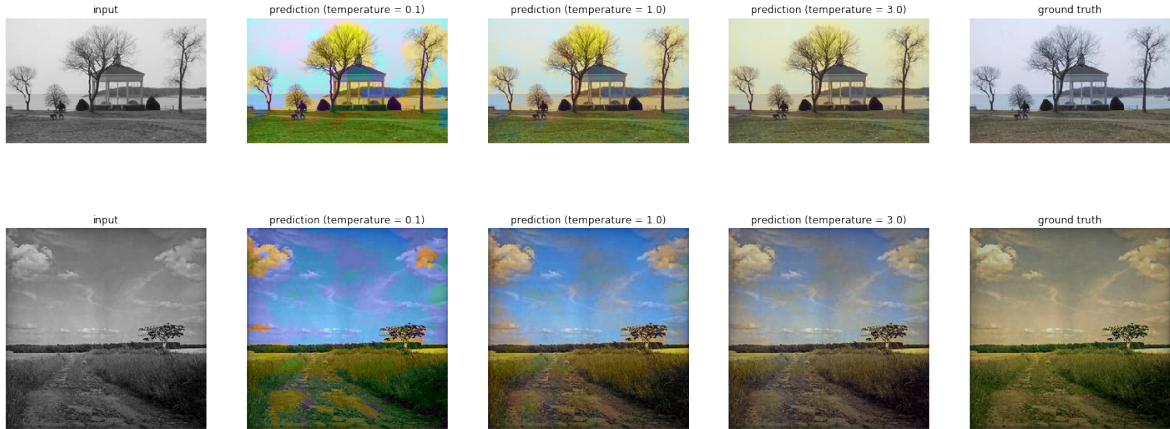 input
prediction (temperature = 0.1)
prediction (temperature = 1.0)
prediction (temperature = 3.0)
ground truth
input
prediction (temperature = 0.1)
prediction (temperature = 1.0)
prediction (temperature = 3.0)
ground truth